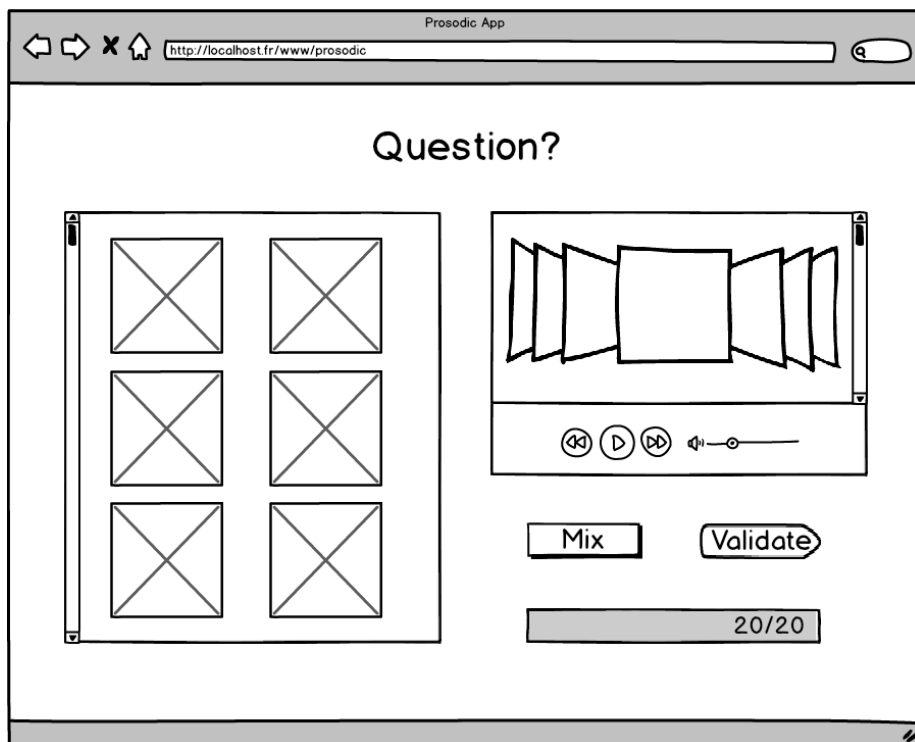 Prosodic App
http://localhost.fr/www/prosodic
Question?
Mix
Validate
20/20